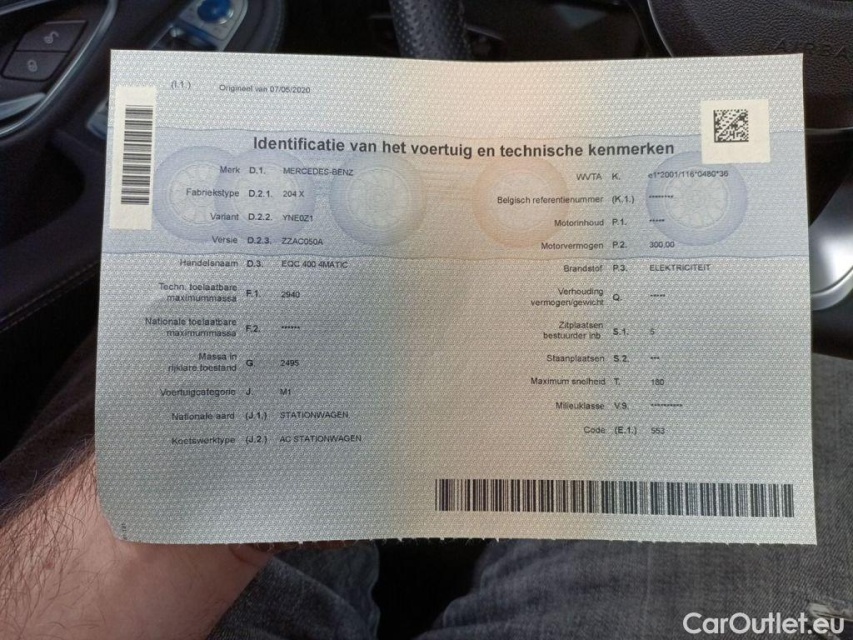 (I.1.) Origineel van 07/05/2020
Identificatie van het voertuig en technische kenmerken
Merk D.1. MERCEDES-BENZ
Fabriekstype D.2.1. 204 X
Variant D.2.2. YNE0Z1
Versie D.2.3. ZZAC050A
Handelsnaam D.3. EQC 400 4MATIC
Techn. toelaatbare
maximummassa F.1. 2940
Nationale toelaatbare
maximummassa F.2. ------
Massa in
rijklare toestand G. 2495
Voertuigcategorie J. M1
Nationale aard (J.1.) STATIONWAGEN
Koetswerktype (J.2.) AC STATIONWAGEN
WVTA K. e1*2001/116*0480*36
Belgisch referentienummer (K.1.) --------
Motorinhoud P.1. -----
Motorvermogen P.2. 300.00
Brandstof P.3. ELEKTRICITEIT
Verhouding
vermogen/gewicht Q. -----
Zitplaatsen
bestuurder inb. S.1. 5
Staanplaatsen S.2. ---
Maximum snelheid T. 180
Milieuklasse V.9. ----------
Code (E.1.) 553
CarOutlet.eu